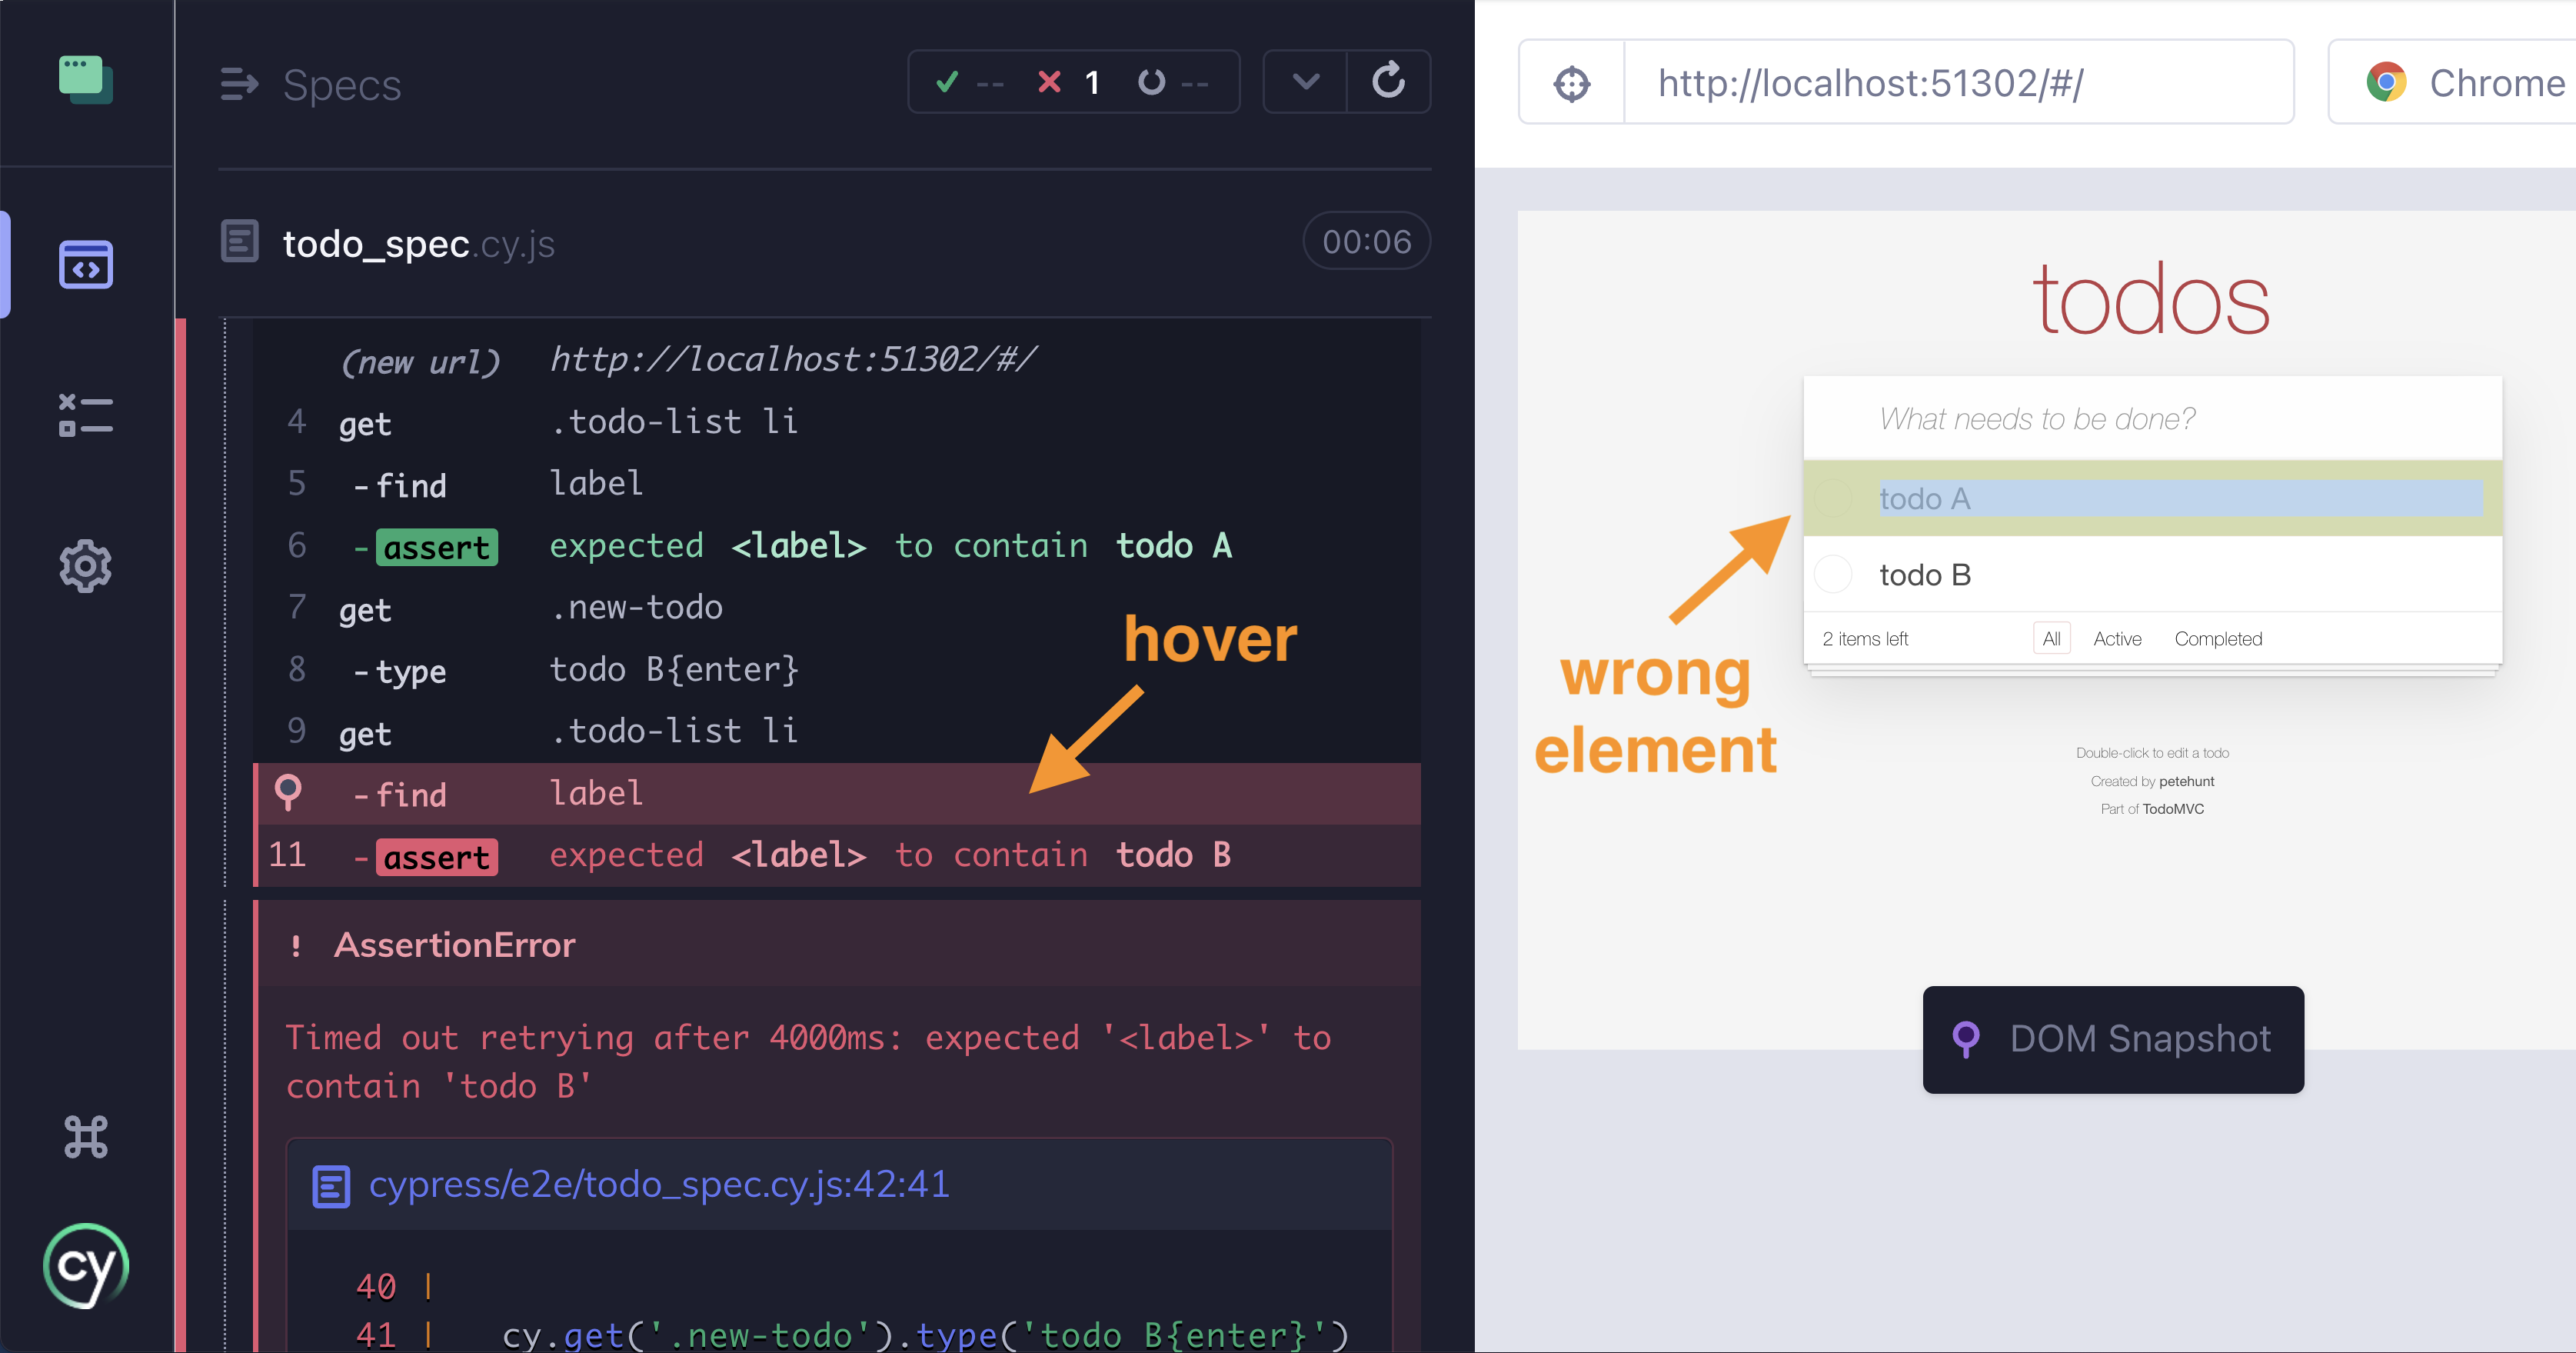 Specs
-- 1 --
todo_spec.cy.js
00:06
(new url) http://localhost:51302/#/
4 get .todo-list li
5 -find label
6 -assert expected <label> to contain todo A
7 get .new-todo
8 -type todo B{enter}
9 get .todo-list li
-find label
11 -assert expected <label> to contain todo B
hover
! AssertionError
Timed out retrying after 4000ms: expected '<label>' to
contain 'todo B'
cypress/e2e/todo_spec.cy.js:42:41
40 |
41 | cy.get('.new-todo').type('todo B{enter}')
cy
http://localhost:51302/#/
Chrome
todos
What needs to be done?
todo A
todo B
2 items left All Active Completed
wrong
element
Double-click to edit a todo
Created by petehunt
Part of TodoMVC
DOM Snapshot